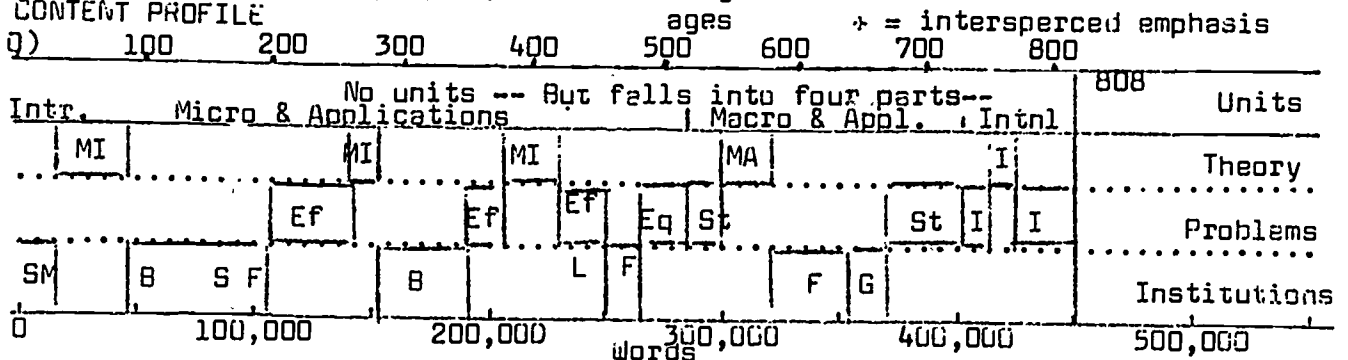 CONTENT PROFILE ages + = interspersed emphasis
0) 100 200 300 400 500 600 700 800
808
No units -- But falls into four parts-- Units
Intr. Micro & Applications Macro & Appl. Intnl
MI MI MI MA I Theory
Ef Ef Ef Eq St St I I Problems
SM B S F B L F F G Institutions
0 100,000 200,000 300,000 400,000 500,000
Words